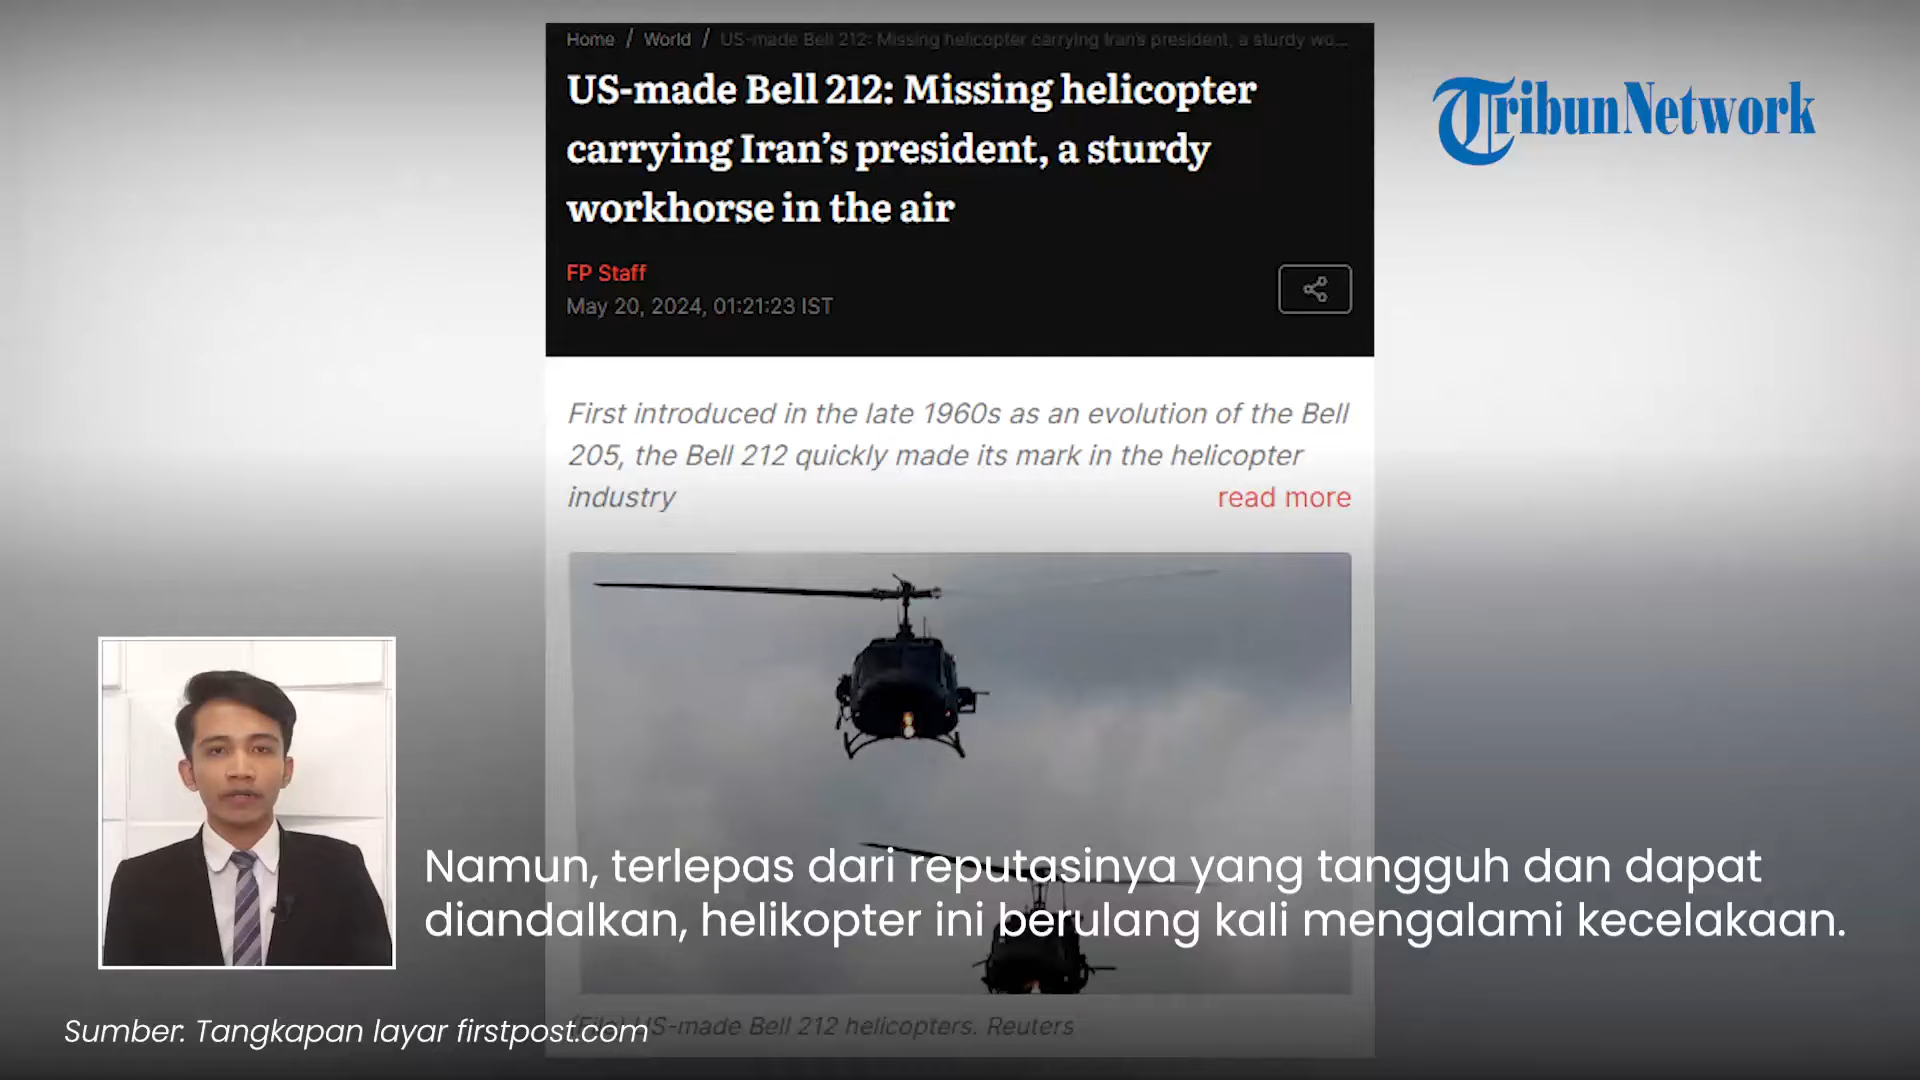 Home / World / US-made Bell 212: Missing helicopter carrying Iran's president, a sturdy wo...
US-made Bell 212: Missing helicopter
carrying Iran’s president, a sturdy
workhorse in the air
TribunNetwork
FP Staff
May 20, 2024, 01:21:23 IST
First introduced in the late 1960s as an evolution of the Bell
205, the Bell 212 quickly made its mark in the helicopter
industry
read more
Namun, terlepas dari reputasinya yang tangguh dan dapat
diandalkan, helikopter ini berulang kali mengalami kecelakaan.
(File) US-made Bell 212 helicopters. Reuters
Sumber: Tangkapan layar firstpost.com